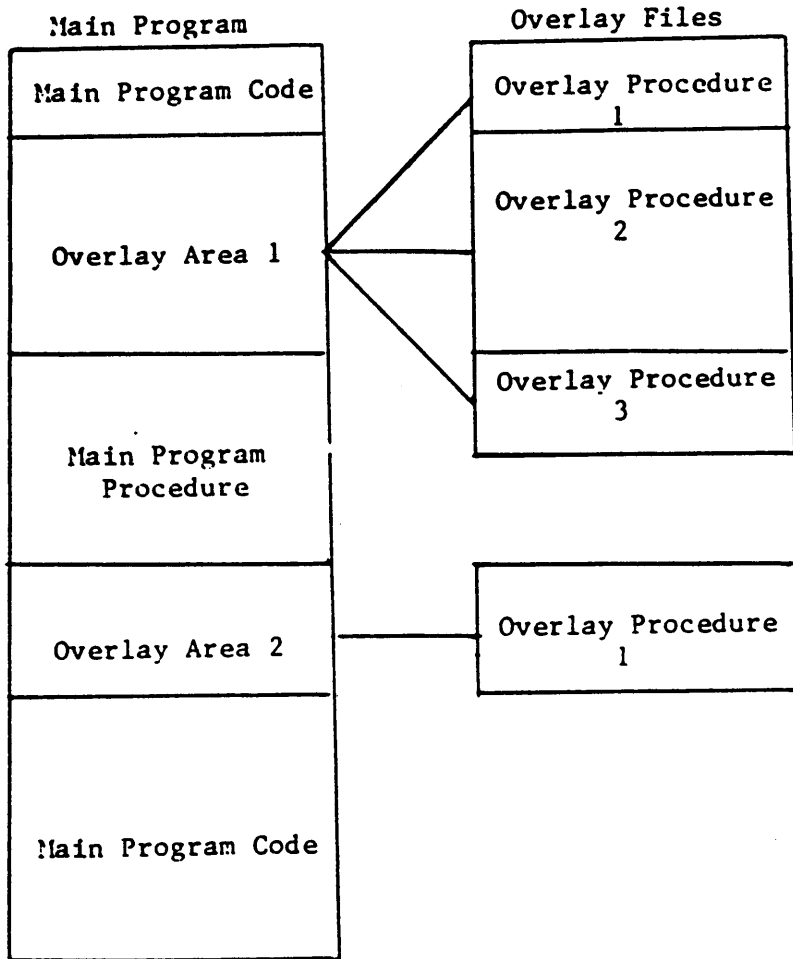 Main Program
Main Program Code
Overlay Area 1
Main Program
Procedure
Overlay Area 2
Main Program Code
Overlay Files
Overlay Procedure
1
Overlay Procedure
2
Overlay Procedure
3
Overlay Procedure
1